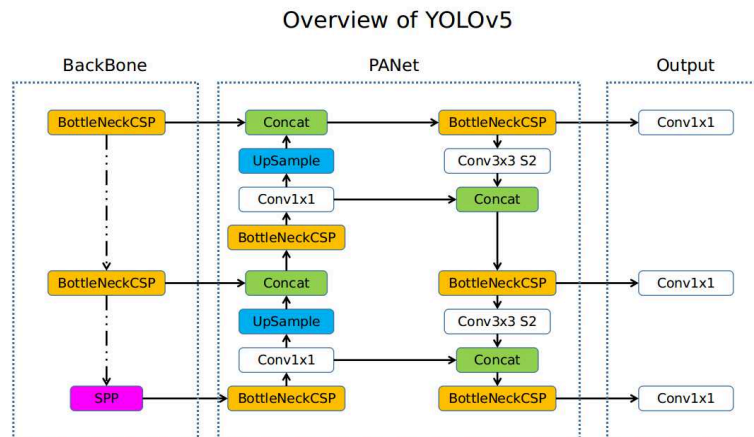 Overview of YOLOv5
BackBone
PANet
Output
BottleNeckCSP
Concat
BottleNeckCSP
Conv1x1
UpSample
Conv3x3 S2
Conv1x1
Concat
BottleNeckCSP
BottleNeckCSP
Concat
BottleNeckCSP
Conv1x1
UpSample
Conv3x3 S2
Conv1x1
Concat
SPP
BottleNeckCSP
BottleNeckCSP
Conv1x1